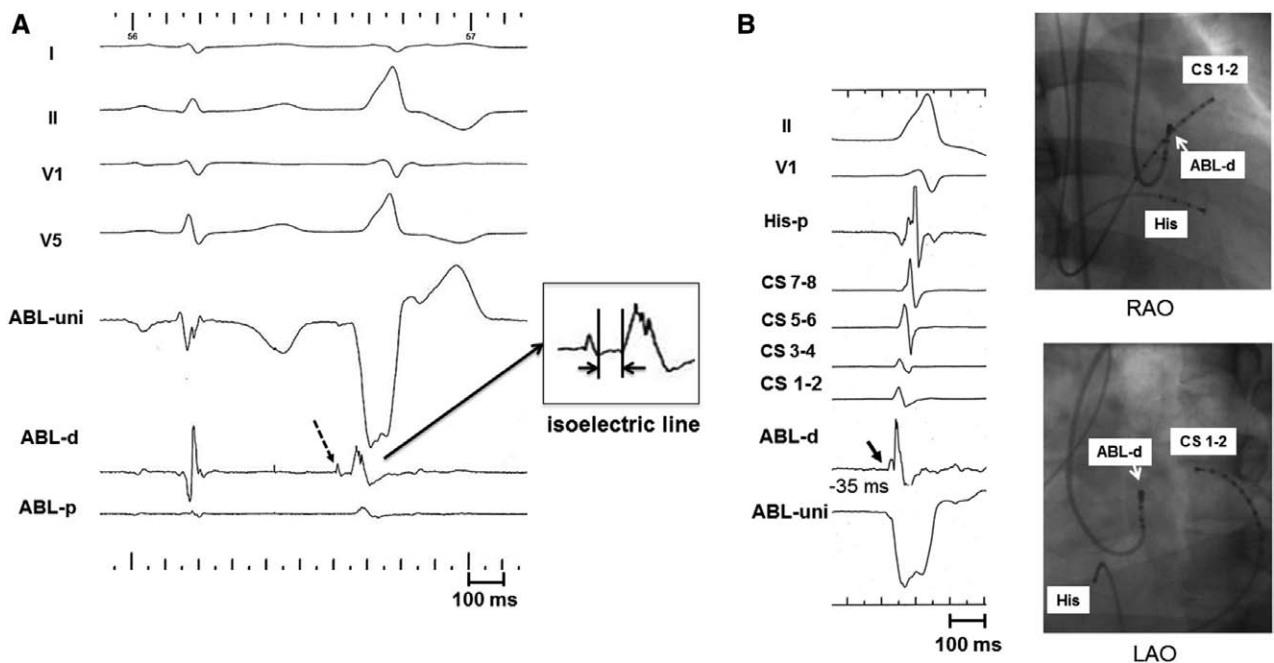 A
56
57
I
II
V1
V5
ABL-uni
ABL-d
ABL-p
100 ms
isoelectric line
B
II
V1
His-p
CS 7-8
CS 5-6
CS 3-4
CS 1-2
ABL-d
-35 ms
ABL-uni
100 ms
CS 1-2
ABL-d
His
RAO
ABL-d
CS 1-2
His
LAO